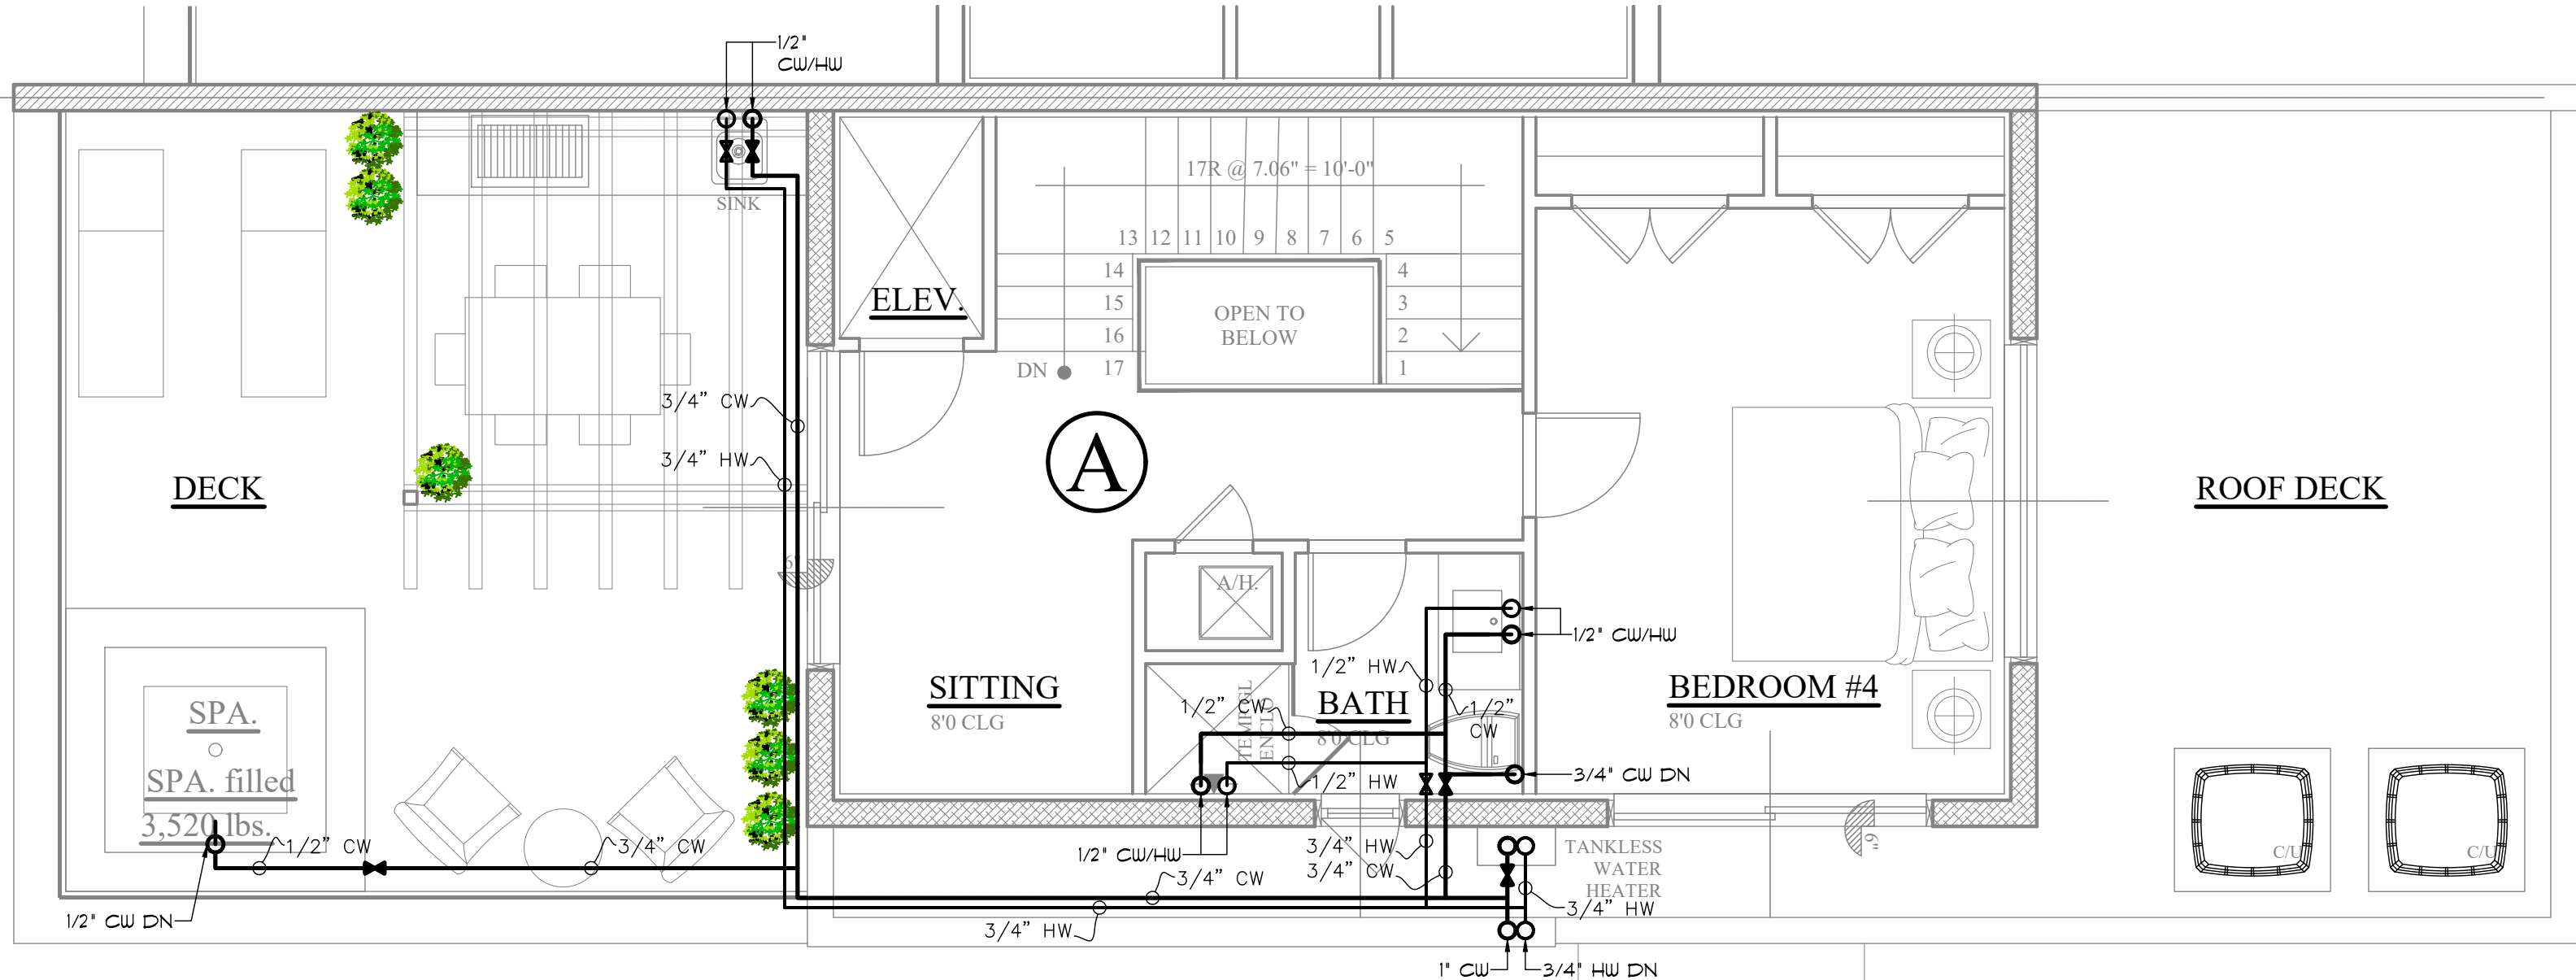 1/2"
CW/HW
17R @ 7.06" = 10'-0"
SINK
13 12 11 10 9 8 7 6 5
14
15
16
17
4
3
2
1
ELEV.
OPEN TO
BELOW
DN
3/4” CW
3/4” HW
A
DECK
ROOF DECK
6"
A/H.
1/2" CW/HW
1/2” HW
SITTING
8'0 CLG
BATH
8'0 CLG
BEDROOM #4
8'0 CLG
1/2” CW
1/2”
CW
TEMP.GL
ENCLO
SPA.
SPA. filled
3,520 lbs.
1/2” HW
3/4" CW DN
1/2” CW
3/4” CW
1/2" CW/HW
3/4” HW
3/4” CW
TANKLESS
WATER
HEATER
6"
C/U
C/U
3/4” CW
3/4” HW
1/2" CW DN
3/4” HW
1" CW
3/4" HW DN